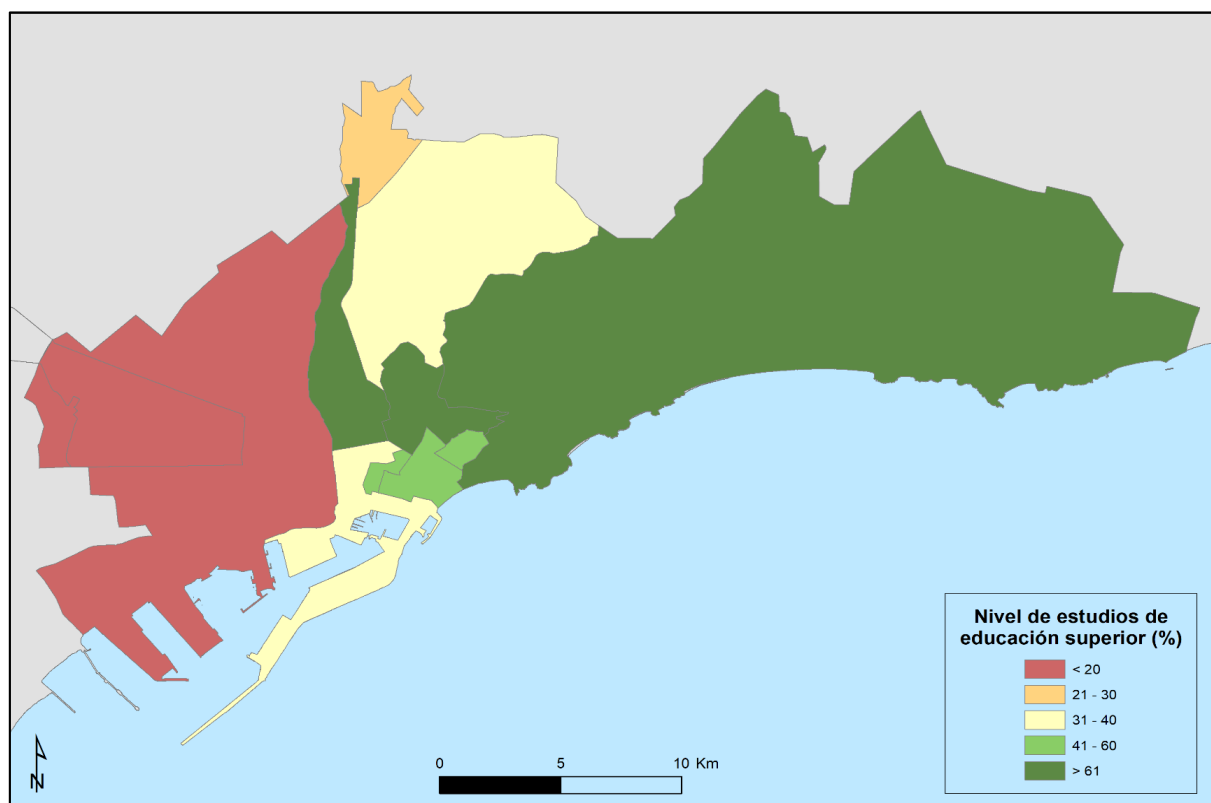 Nivel de estudios de
educación superior (%)
< 20
21 - 30
31 - 40
41 - 60
> 61
0 5 10 Km
N